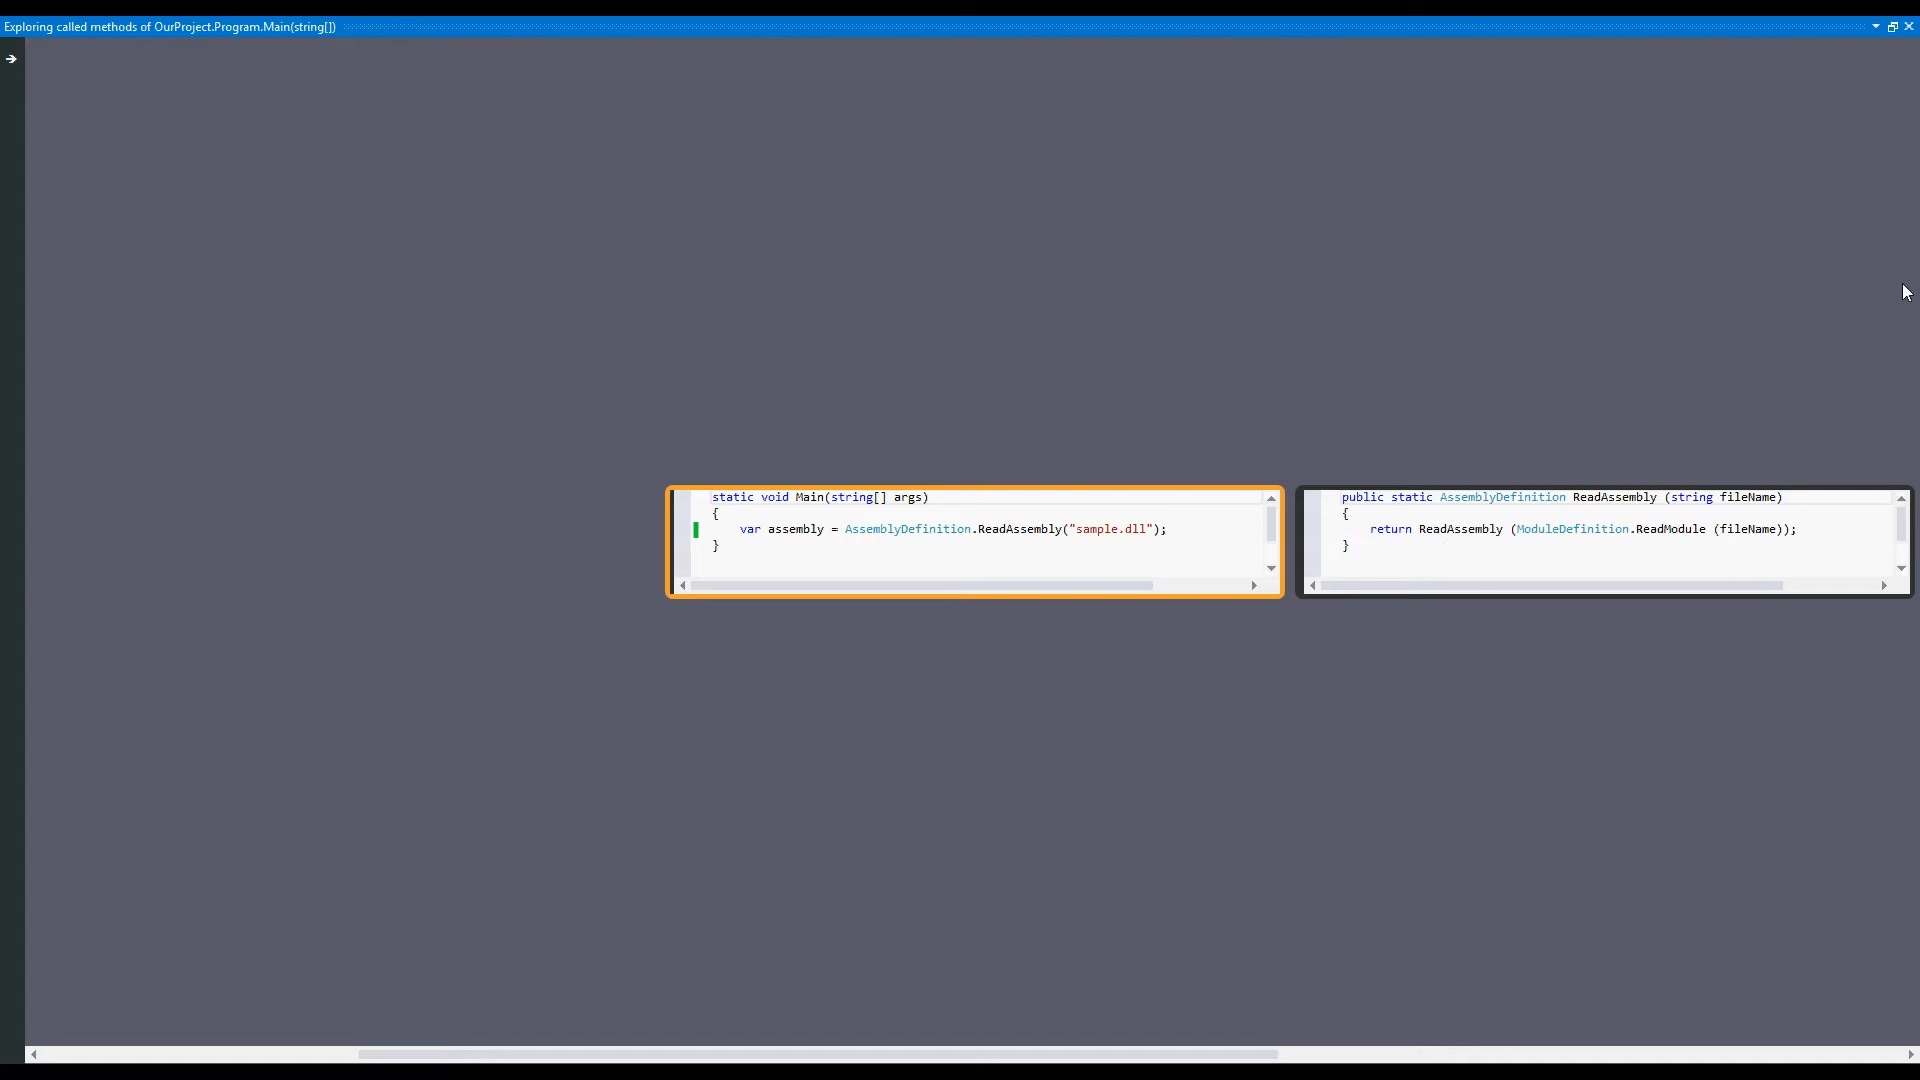 Exploring called methods of OurProject.Program.Main(string[])
static void Main(string[] args)
{
var assembly = AssemblyDefinition.ReadAssembly("sample.dll");
}
public static AssemblyDefinition ReadAssembly (string fileName)
{
return ReadAssembly (ModuleDefinition.ReadModule (fileName));
}